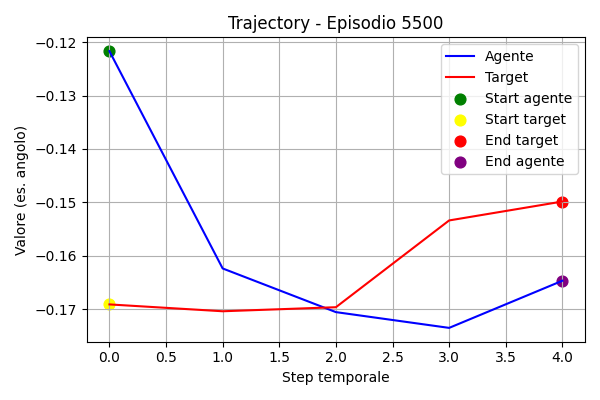 Trajectory - Episodio 5500
Agente
Target
Start agente
Start target
End target
End agente
Valore (es. angolo)
−0.12
−0.13
−0.14
−0.15
−0.16
−0.17
0.0 0.5 1.0 1.5 2.0 2.5 3.0 3.5 4.0
Step temporale